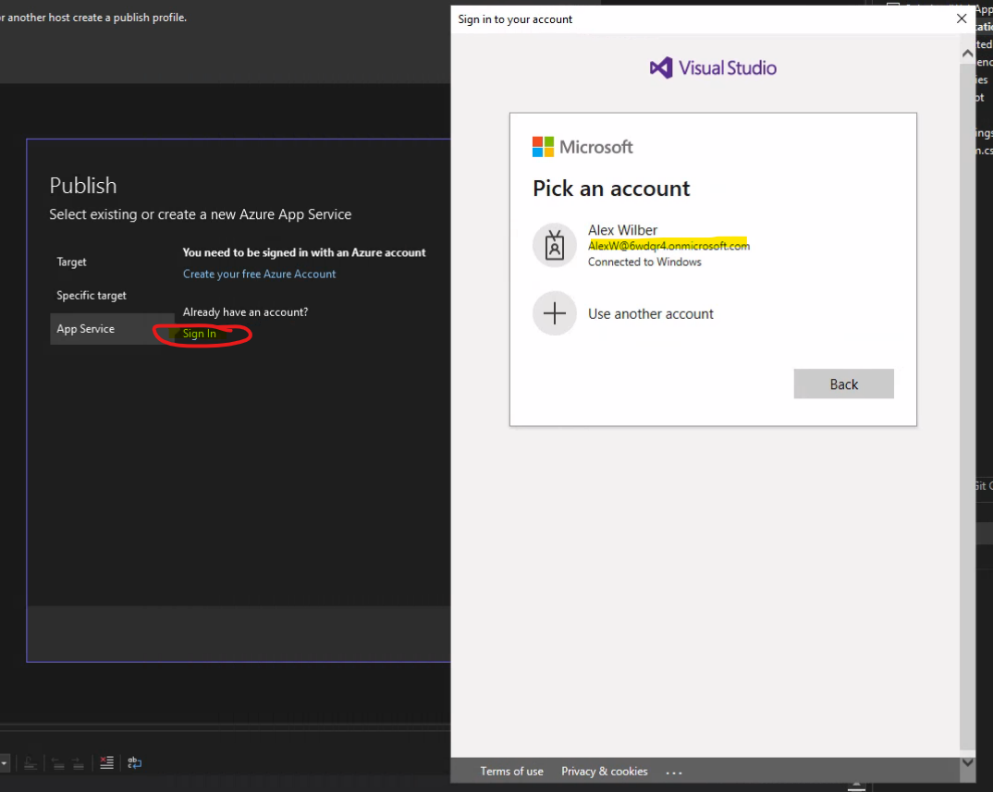 or another host create a publish profile.
Publish
Select existing or create a new Azure App Service
Target
Specific target
App Service
You need to be signed in with an Azure account
Create your free Azure Account
Already have an account?
Sign In
Sign in to your account
Visual Studio
Microsoft
Pick an account
Alex Wilber
AlexW@6wdqr4.onmicrosoft.com
Connected to Windows
Use another account
Back
Terms of use
Privacy & cookies
...